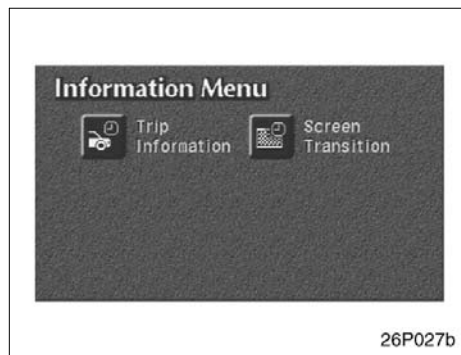 Information Menu
Trip
Information
Screen
Transition
26P027b